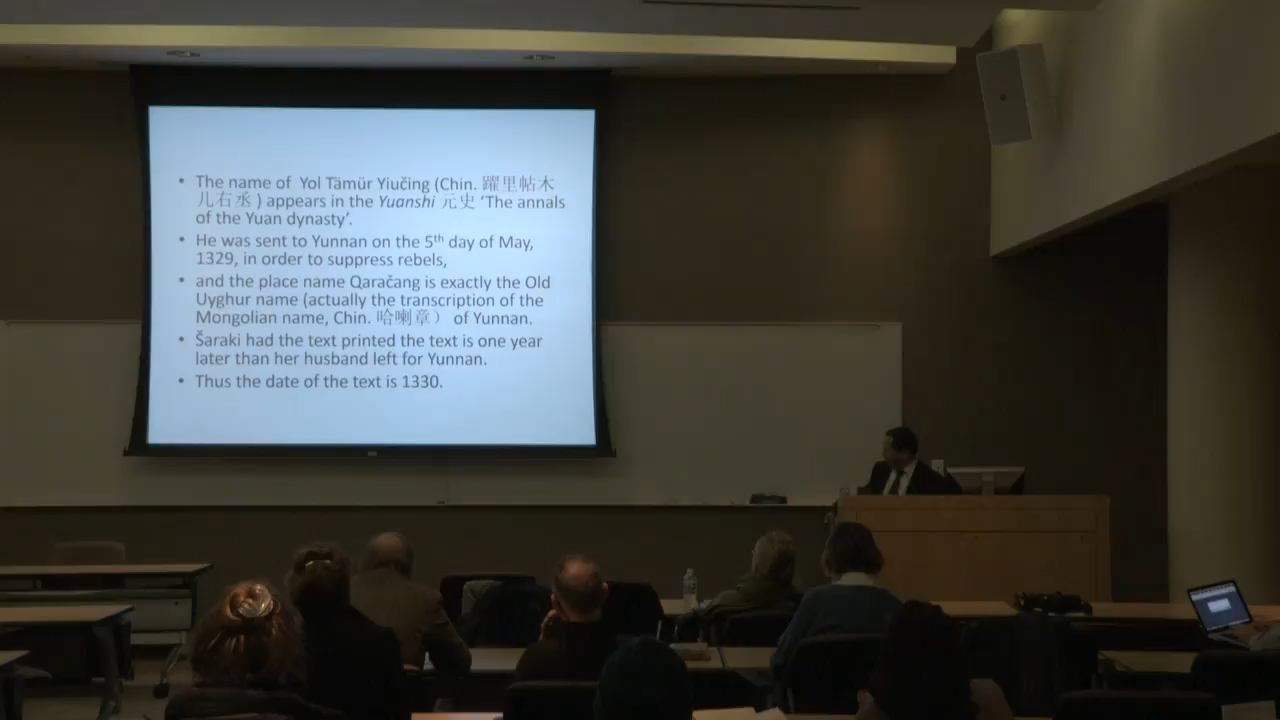 • The name of Yol Tämür Yiučing (Chin. 躍里帖木
儿右丞 ) appears in the Yuanshi 元史 ‘The annals
of the Yuan dynasty’.
• He was sent to Yunnan on the 5th day of May,
1329, in order to suppress rebels,
• and the place name Qaračang is exactly the Old
Uyghur name (actually the transcription of the
Mongolian name, Chin. 哈喇章） of Yunnan.
• Šaraki had the text printed the text is one year
later than her husband left for Yunnan.
• Thus the date of the text is 1330.